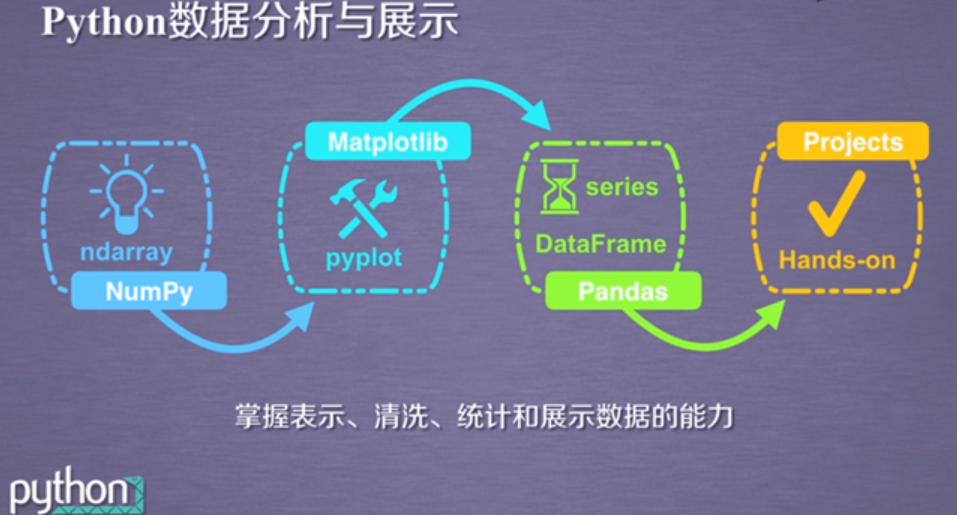 Python数据分析与展示
Matplotlib
Projects
series
ndarray
pyplot
DataFrame
Hands-on
NumPy
Pandas
掌握表示、清洗、统计和展示数据的能力
python